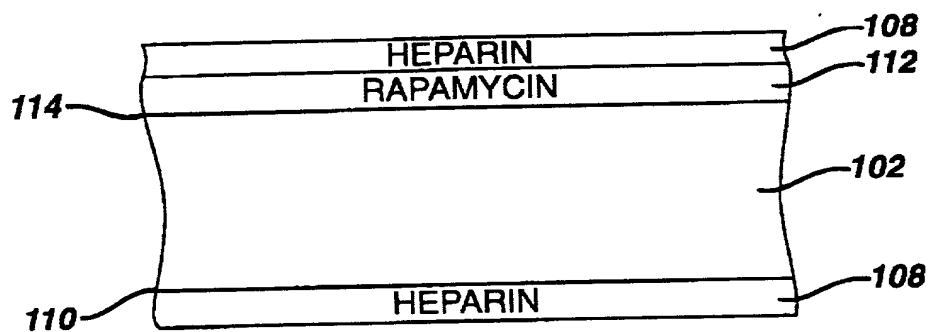 HEPARIN 108
RAPAMYCIN 112
114
102
110 HEPARIN 108